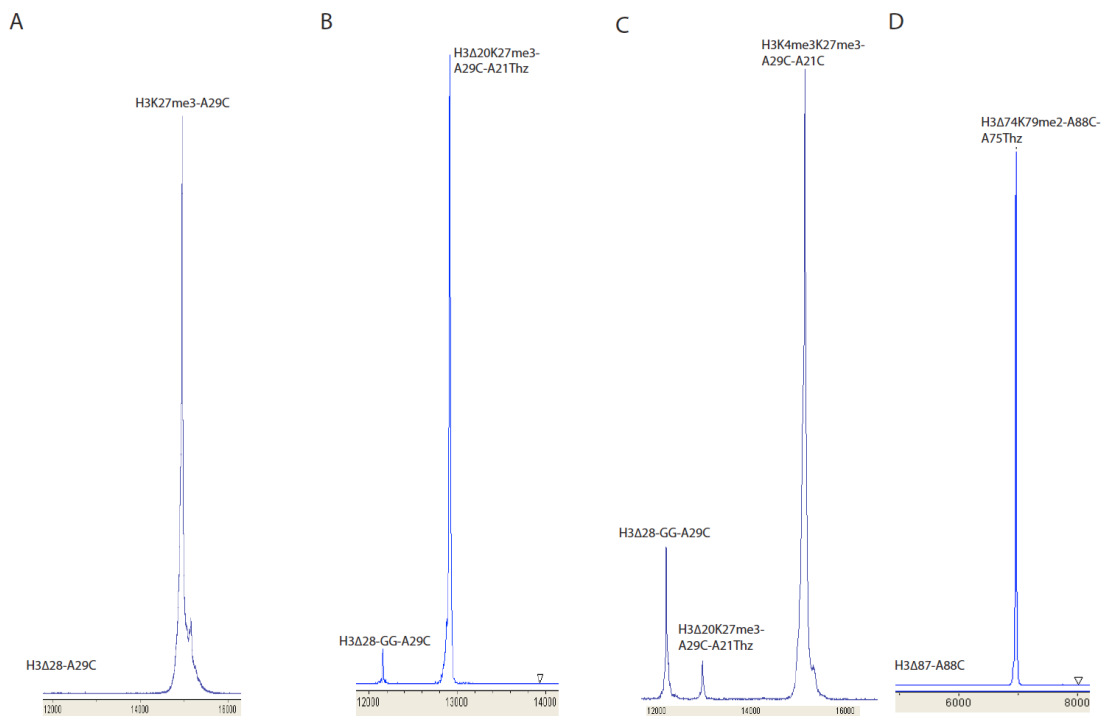 A
B
C
D
H3K27me3-A29C
H3Δ28-A29C
12000 14000 16000
H3Δ20K27me3-
A29C-A21Thz
H3Δ28-GG-A29C
12000 13000 14000
H3K4me3K27me3-
A29C-A21C
H3Δ28-GG-A29C
H3Δ20K27me3-
A29C-A21Thz
12000 14000 16000
H3Δ74K79me2-A88C-
A75Thz
H3Δ87-A88C
6000 8000